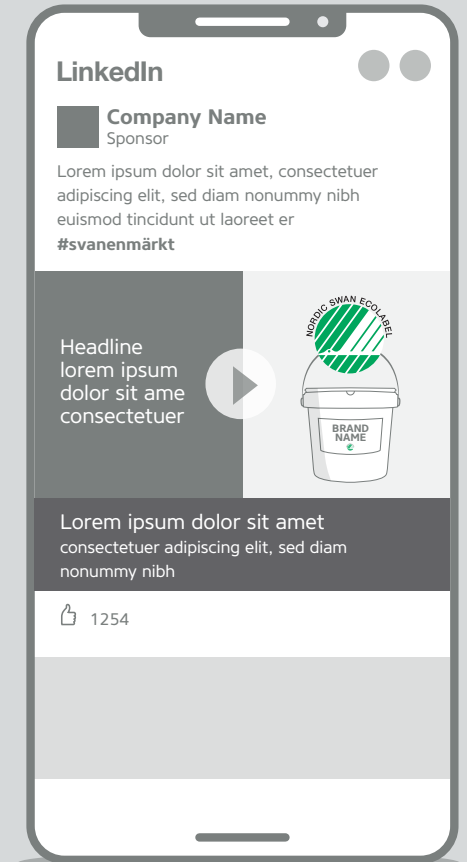 LinkedIn
Company Name
Sponsor
Lorem ipsum dolor sit amet, consectetuer
adipiscing elit, sed diam nonummy nibh
euismod tincidunt ut laoreet er
#svanenmärkt
Headline
lorem ipsum
dolor sit ame
consectetuer
NORDIC SWAN ECOLABEL
BRAND
NAME
Lorem ipsum dolor sit amet
consectetuer adipiscing elit, sed diam
nonummy nibh
1254